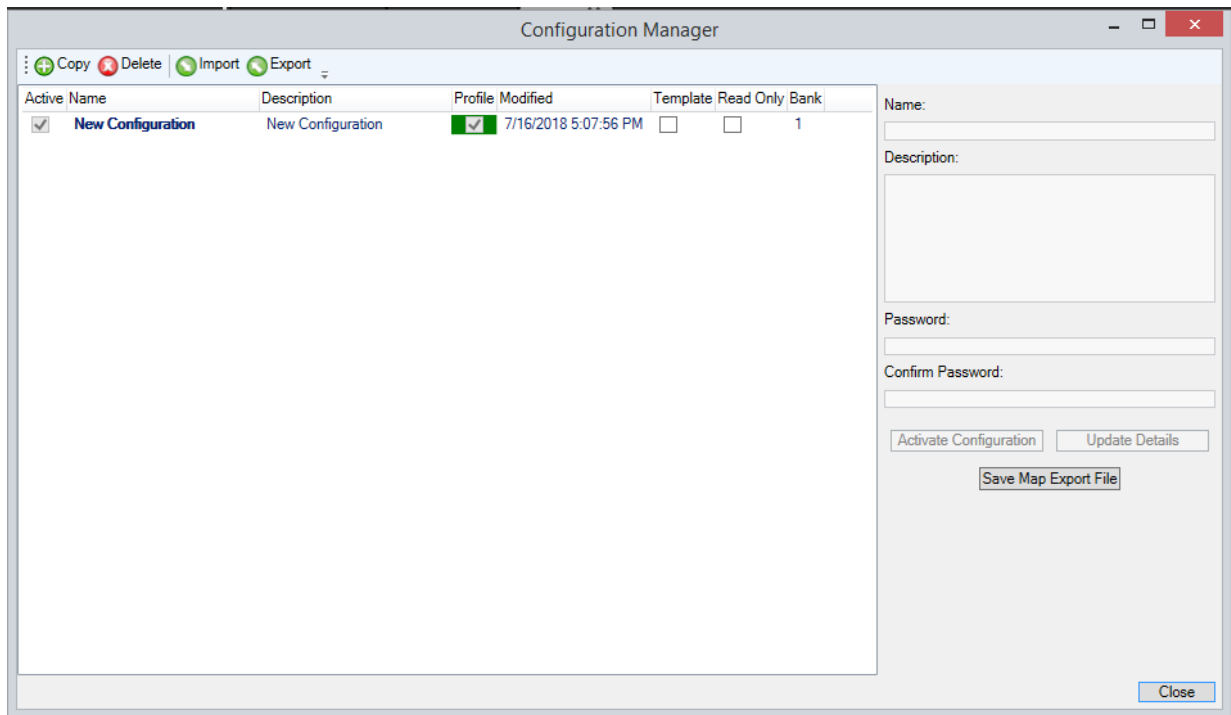 Configuration Manager
Copy Delete Import Export
Active Name Description Profile Modified Template Read Only Bank
New Configuration New Configuration 7/16/2018 5:07:56 PM 1
Name:
Description:
Password:
Confirm Password:
Activate Configuration Update Details
Save Map Export File
Close